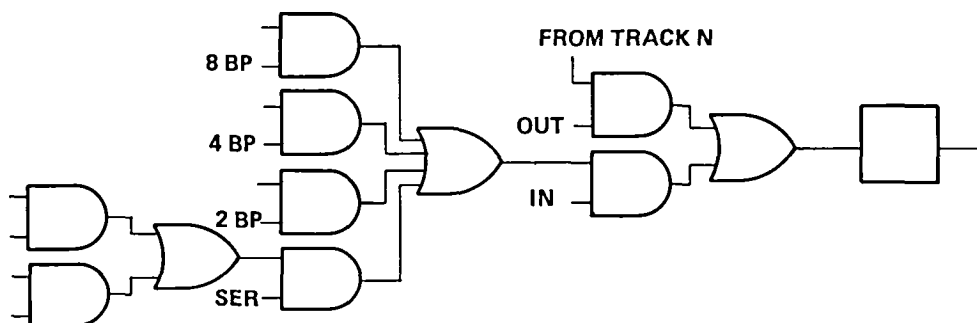 8 BP
FROM TRACK N
4 BP
OUT
2 BP
IN
SER